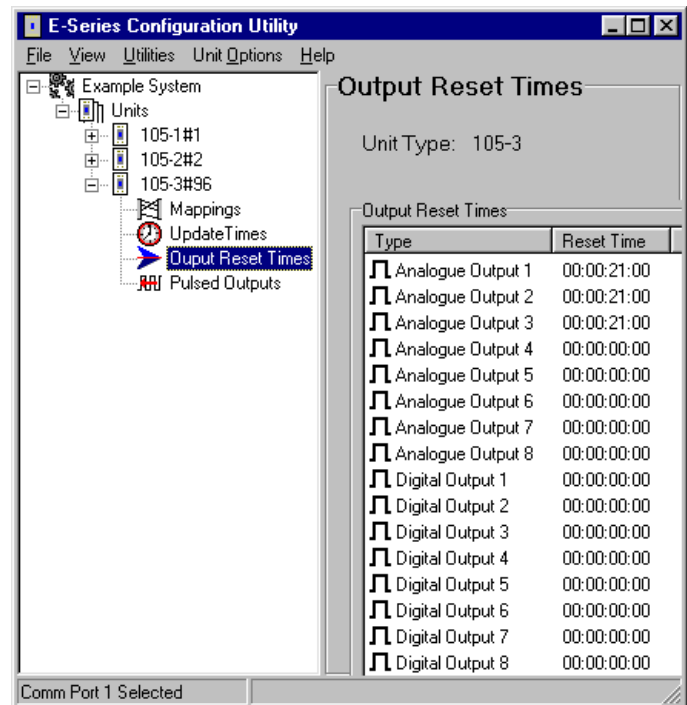 E-Series Configuration Utility
File View Utilities Unit Options Help
Example System
Units
105-1#1
105-2#2
105-3#96
Mappings
UpdateTimes
Ouput Reset Times
Pulsed Outputs
Output Reset Times
Unit Type: 105-3
Output Reset Times
Type Reset Time
Analogue Output 1 00:00:21:00
Analogue Output 2 00:00:21:00
Analogue Output 3 00:00:21:00
Analogue Output 4 00:00:00:00
Analogue Output 5 00:00:00:00
Analogue Output 6 00:00:00:00
Analogue Output 7 00:00:00:00
Analogue Output 8 00:00:00:00
Digital Output 1 00:00:00:00
Digital Output 2 00:00:00:00
Digital Output 3 00:00:00:00
Digital Output 4 00:00:00:00
Digital Output 5 00:00:00:00
Digital Output 6 00:00:00:00
Digital Output 7 00:00:00:00
Digital Output 8 00:00:00:00
Comm Port 1 Selected